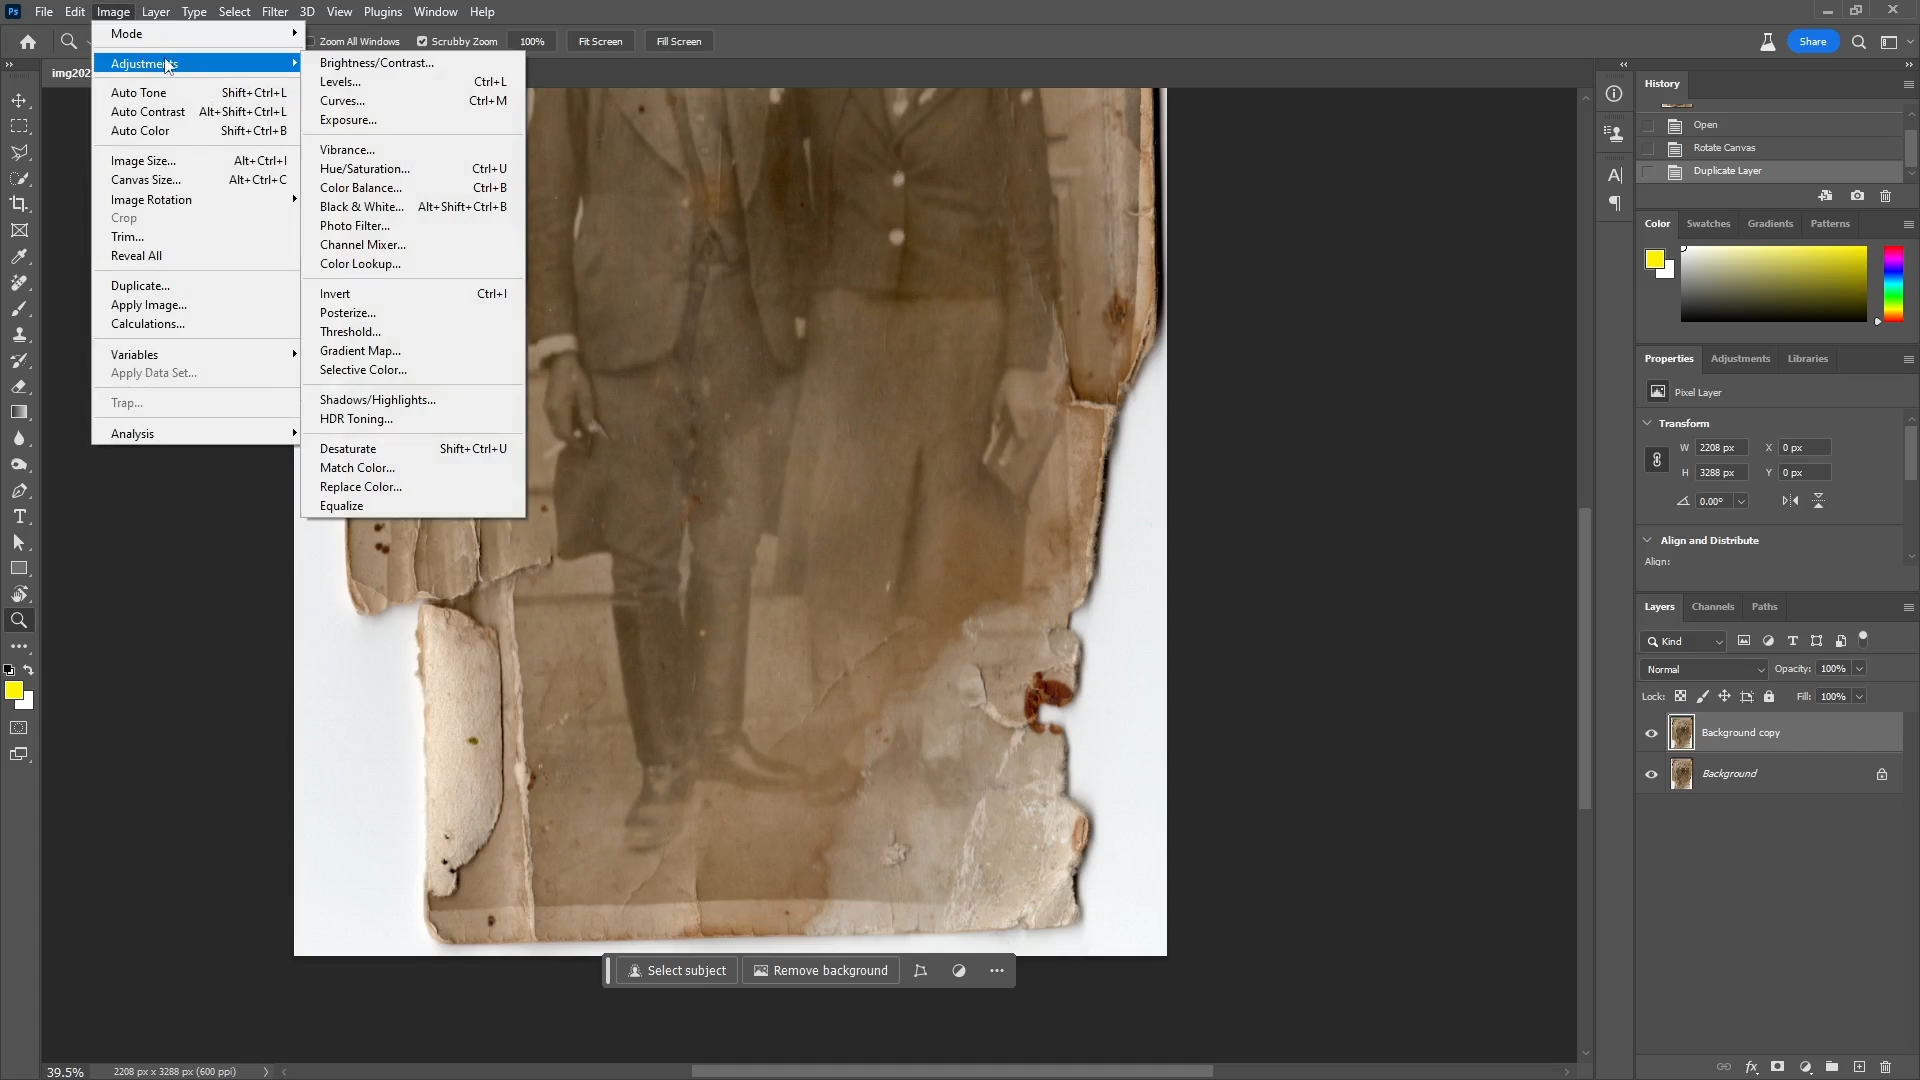 Ps File Edit Image Layer Type Select Filter 3D View Plugins Window Help
Zoom All Windows Scrubby Zoom 100% Fit Screen Fill Screen Share
img202
Mode
Adjustments
Auto Tone Shift+Ctrl+L
Auto Contrast Alt+Shift+Ctrl+L
Auto Color Shift+Ctrl+B
Image Size... Alt+Ctrl+I
Canvas Size... Alt+Ctrl+C
Image Rotation
Crop
Trim...
Reveal All
Duplicate...
Apply Image...
Calculations...
Variables
Apply Data Set...
Trap...
Analysis
Brightness/Contrast...
Levels... Ctrl+L
Curves... Ctrl+M
Exposure...
Vibrance...
Hue/Saturation... Ctrl+U
Color Balance... Ctrl+B
Black & White... Alt+Shift+Ctrl+B
Photo Filter...
Channel Mixer...
Color Lookup...
Invert Ctrl+I
Posterize...
Threshold...
Gradient Map...
Selective Color...
Shadows/Highlights...
HDR Toning...
Desaturate Shift+Ctrl+U
Match Color...
Replace Color...
Equalize
History
Open
Rotate Canvas
Duplicate Layer
Color Swatches Gradients Patterns
Properties Adjustments Libraries
Pixel Layer
Transform
W 2208 px X 0 px
H 3288 px Y 0 px
0.00°
Align and Distribute
Align:
Layers Channels Paths
Kind
Normal Opacity: 100%
Lock: Fill: 100%
Background copy
Background
Select subject Remove background
39.5% 2208 px x 3288 px (600 ppi)